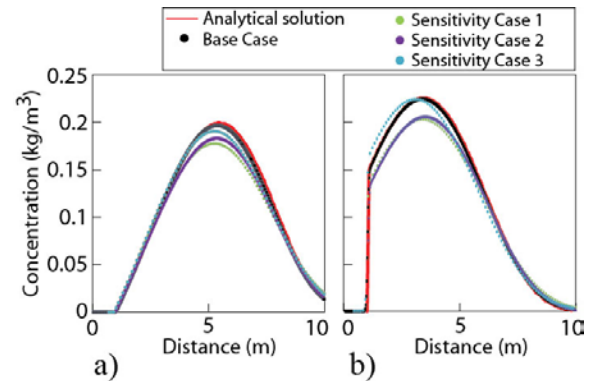 Analytical solution
Base Case
Sensitivity Case 1
Sensitivity Case 2
Sensitivity Case 3
Concentration (kg/m³)
0.25
0.2
0.15
0.1
0.05
0
0 5 10
0 5 10
Distance (m)
Distance (m)
a)
b)